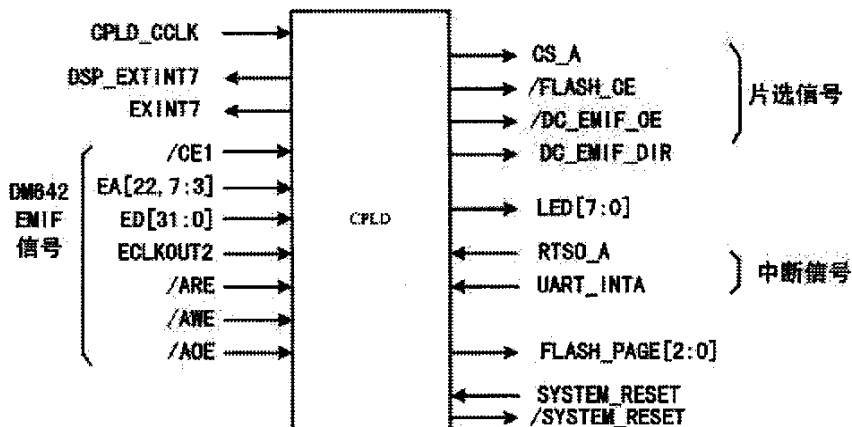 CPLD_CCLK
DSP_EXTINT7
EXINT7
DM642
EMIF
信号
/CE1
EA[22,7:3]
ED[31:0]
ECLKOUT2
/ARE
/AWE
/AOE
CPLD
CS_A
/FLASH_CE
/DC_EMIF_OE
DC_EMIF_DIR
片选信号
LED[7:0]
RTSO_A
UART_INTA
中断信号
FLASH_PAGE[2:0]
SYSTEM_RESET
/SYSTEM_RESET